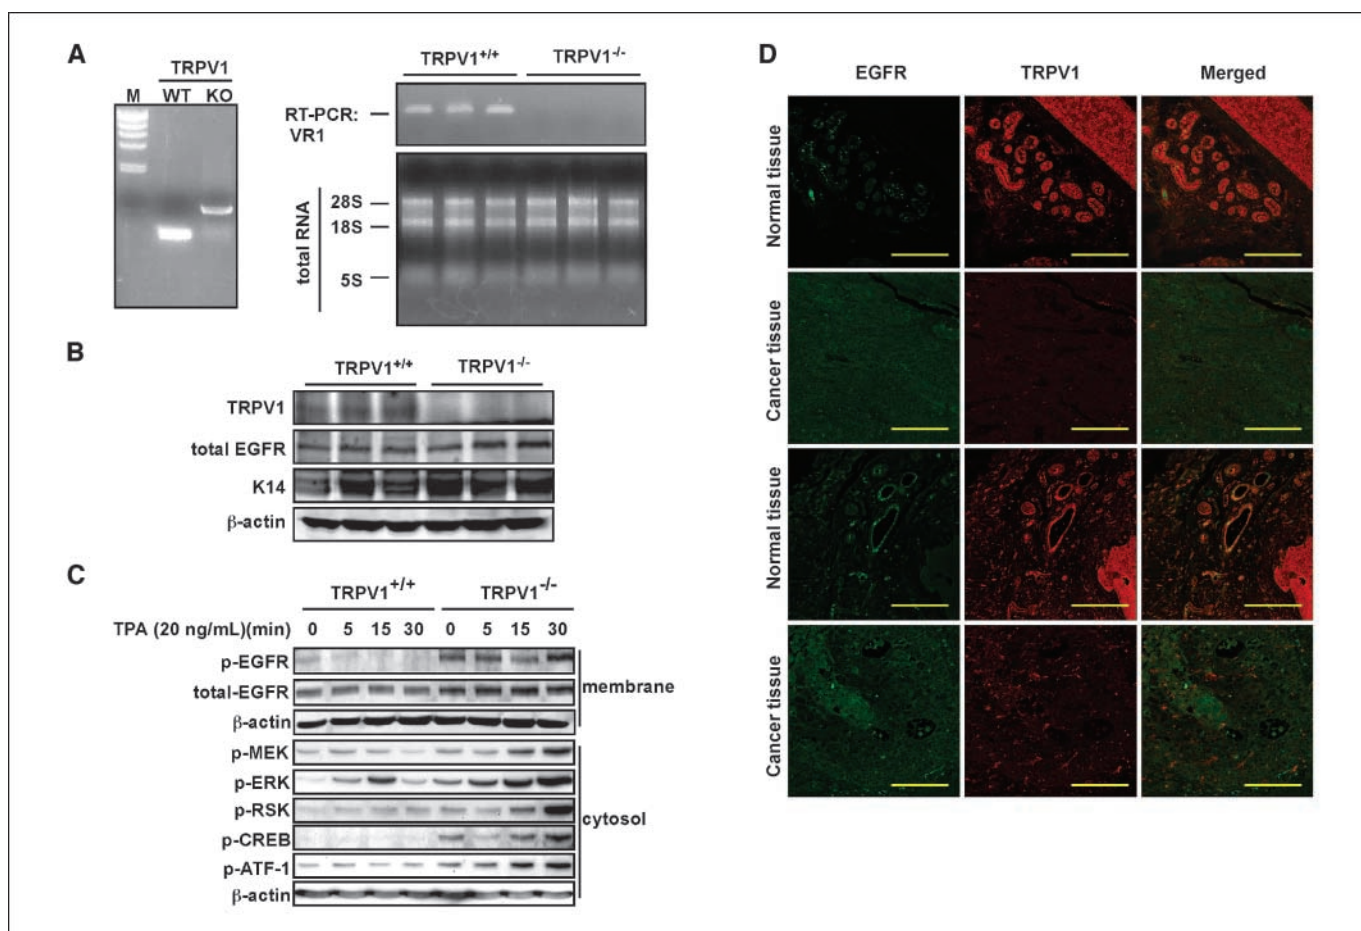 A
TRPV1
M WT KO
TRPV1+/+ TRPV1-/-
RT-PCR:
VR1
total RNA
28S
18S
5S
B
TRPV1+/+ TRPV1-/-
TRPV1
total EGFR
K14
β-actin
C
TRPV1+/+ TRPV1-/-
TPA (20 ng/mL)(min) 0 5 15 30 0 5 15 30
p-EGFR
total-EGFR
β-actin
membrane
p-MEK
p-ERK
p-RSK
p-CREB
p-ATF-1
β-actin
cytosol
D
EGFR TRPV1 Merged
Normal tissue
Cancer tissue
Normal tissue
Cancer tissue